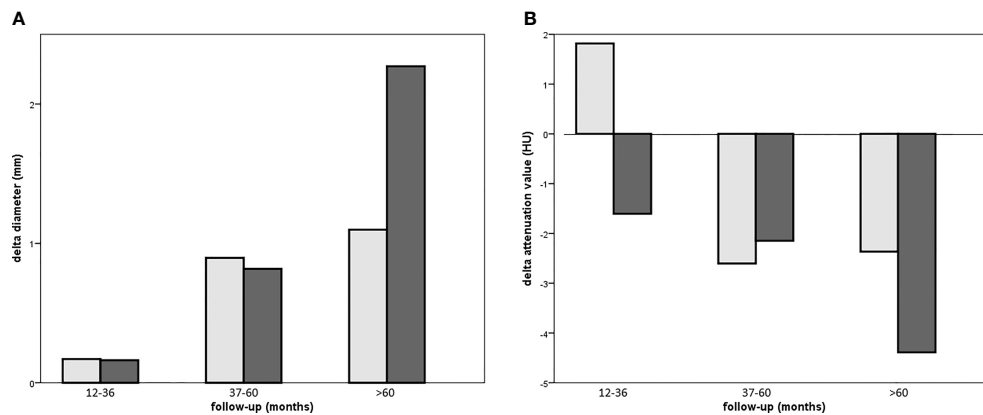 A
delta diameter (mm)
2
1
0
12-36
37-60
>60
follow-up (months)
B
delta attenuation value (HU)
2
1
0
-1
-2
-3
-4
-5
12-36
37-60
>60
follow-up (months)